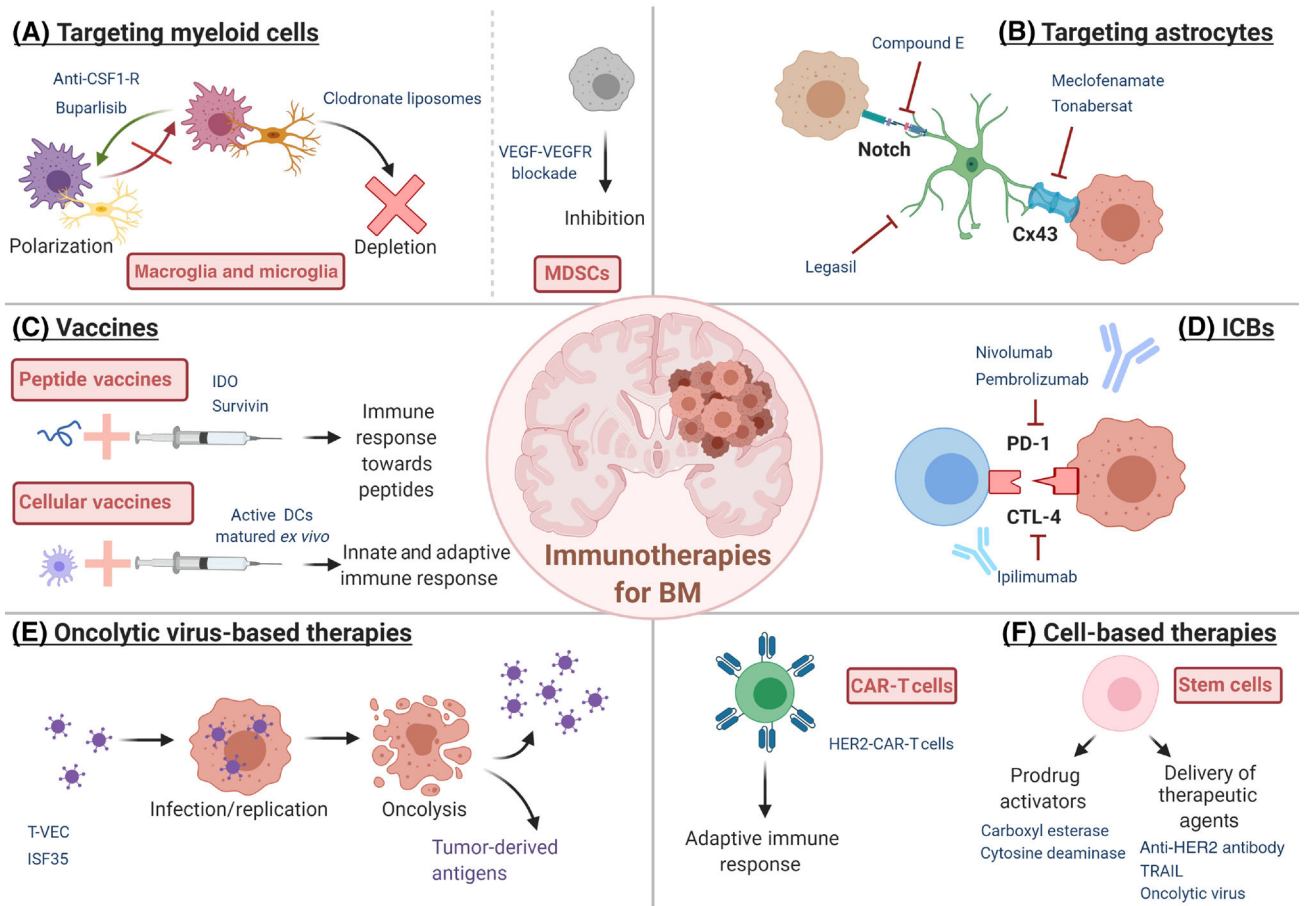 (A) Targeting myeloid cells
Anti-CSF1-R
Buparlisib
Clodronate liposomes
Polarization
Depletion
Macroglia and microglia
VEGF-VEGFR
blockade
Inhibition
MDSCs
(B) Targeting astrocytes
Compound E
Meclofenamate
Tonabersat
Notch
Cx43
Legasil
(C) Vaccines
Peptide vaccines
IDO
Survivin
Immune
response
towards
peptides
Cellular vaccines
Active DCs
matured ex vivo
Innate and adaptive
immune response
Immunotherapies
for BM
(D) ICBs
Nivolumab
Pembrolizumab
PD-1
CTL-4
Ipilimumab
(E) Oncolytic virus-based therapies
T-VEC
ISF35
Infection/replication
Oncolysis
Tumor-derived
antigens
(F) Cell-based therapies
CAR-T cells
HER2-CAR-T cells
Adaptive immune
response
Stem cells
Prodrug
activators
Carboxyl esterase
Cytosine deaminase
Delivery of
therapeutic
agents
Anti-HER2 antibody
TRAIL
Oncolytic virus